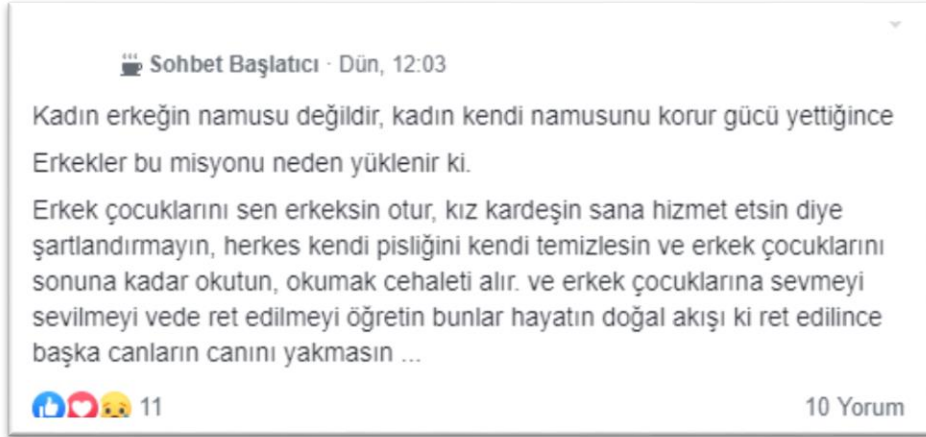 Sohbet Başlatıcı · Dün, 12:03
Kadın erkeğin namusu değildir, kadın kendi namusunu korur gücü yettiğince
Erkekler bu misyonu neden yüklenir ki.
Erkek çocuklarını sen erkeksin otur, kız kardeşin sana hizmet etsin diye
şartlandırmayın, herkes kendi pisliğini kendi temizlesin ve erkek çocuklarını
sonuna kadar okutun, okumak cehaleti alır. ve erkek çocuklarına sevmeyi
sevilmeyi vede ret edilmeyi öğretin bunlar hayatın doğal akışı ki ret edilince
başka canların canını yakmasın ...
11
10 Yorum